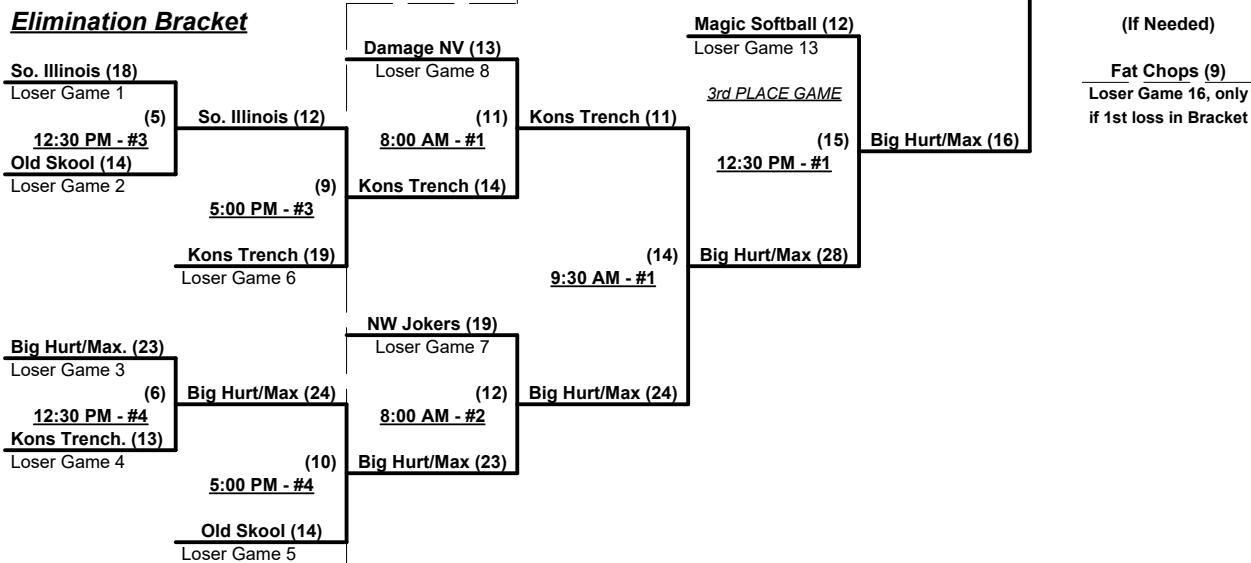 Elimination Bracket
So. Illinois (18)
Loser Game 1
(5)
12:30 PM - #3
Old Skool (14)
Loser Game 2
So. Illinois (12)
(9)
5:00 PM - #3
Kons Trench (19)
Loser Game 6
Big Hurt/Max. (23)
Loser Game 3
(6)
12:30 PM - #4
Kons Trench. (13)
Loser Game 4
Big Hurt/Max (24)
(10)
5:00 PM - #4
Old Skool (14)
Loser Game 5
Damage NV (13)
Loser Game 8
(11)
8:00 AM - #1
Kons Trench (14)
NW Jokers (19)
Loser Game 7
(12)
8:00 AM - #2
Big Hurt/Max (23)
Kons Trench (11)
(14)
9:30 AM - #1
Big Hurt/Max (24)
Magic Softball (12)
Loser Game 13
3rd PLACE GAME
(15)
12:30 PM - #1
Big Hurt/Max (28)
Big Hurt/Max (16)
(If Needed)
Fat Chops (9)
Loser Game 16, only
if 1st loss in Bracket